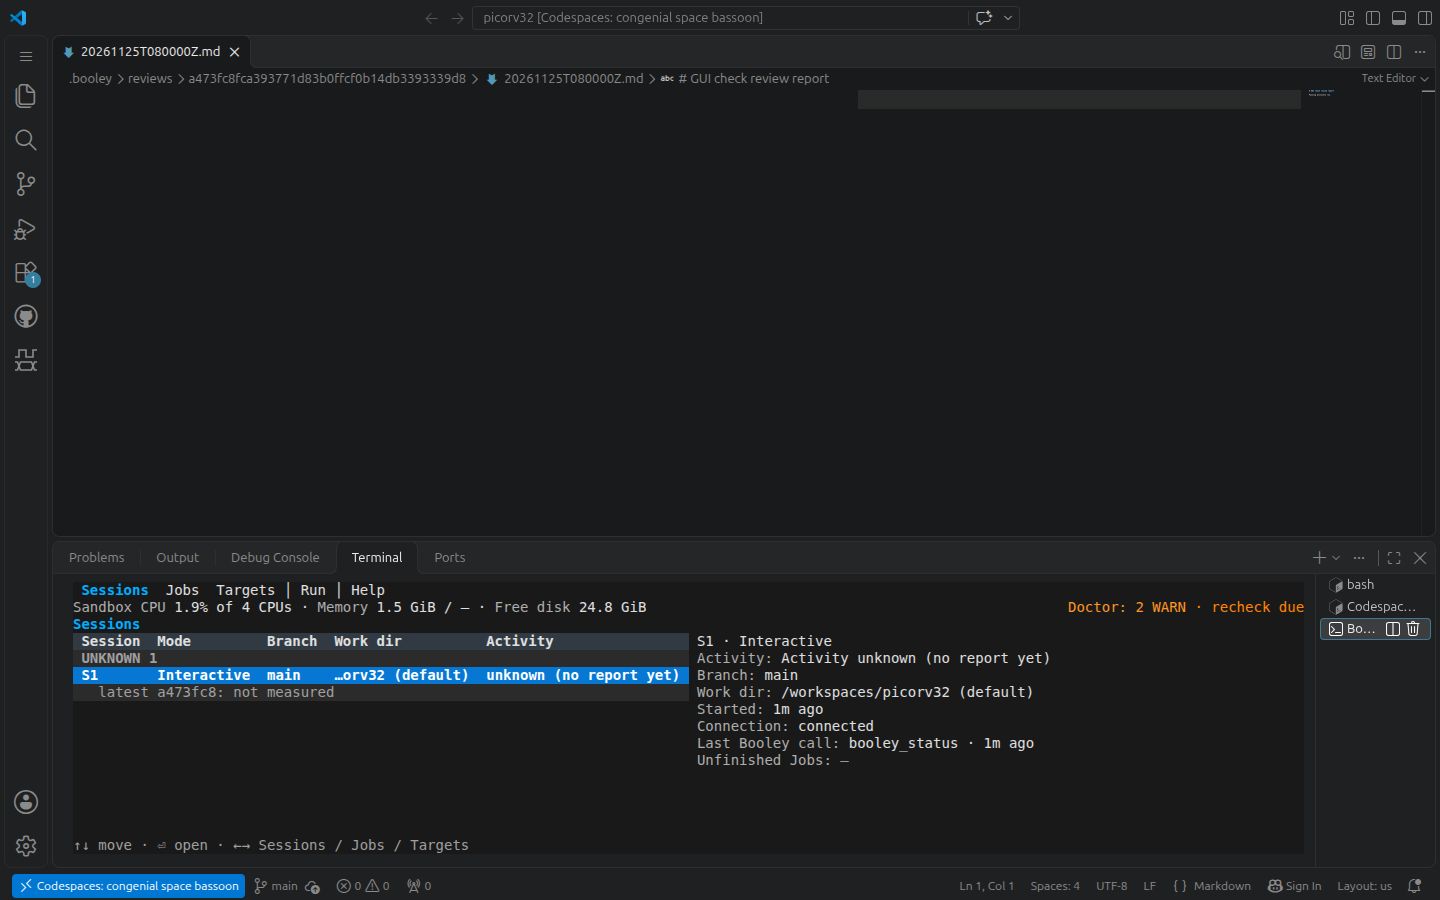 picorv32 [Codespaces: congenial space bassoon]
20261125T080000Z.md
.booley > reviews > a473fc8fca393771d83b0ffcf0b14db3393339d8 > 20261125T080000Z.md > abc # GUI check review report
Text Editor
1
Problems Output Debug Console Terminal Ports
Sessions Jobs Targets │ Run │ Help
Sandbox CPU 1.9% of 4 CPUs · Memory 1.5 GiB / — · Free disk 24.8 GiB
Doctor: 2 WARN · recheck due
Sessions
Session Mode Branch Work dir Activity
UNKNOWN 1
S1 Interactive main …orv32 (default) unknown (no report yet)
latest a473fc8: not measured
S1 · Interactive
Activity: Activity unknown (no report yet)
Branch: main
Work dir: /workspaces/picorv32 (default)
Started: 1m ago
Connection: connected
Last Booley call: booley_status · 1m ago
Unfinished Jobs: —
↑↓ move · ⏎ open · ←→ Sessions / Jobs / Targets
bash
Codespac...
Bo...
Codespaces: congenial space bassoon main 0 0 0
Ln 1, Col 1 Spaces: 4 UTF-8 LF { } Markdown Sign In Layout: us